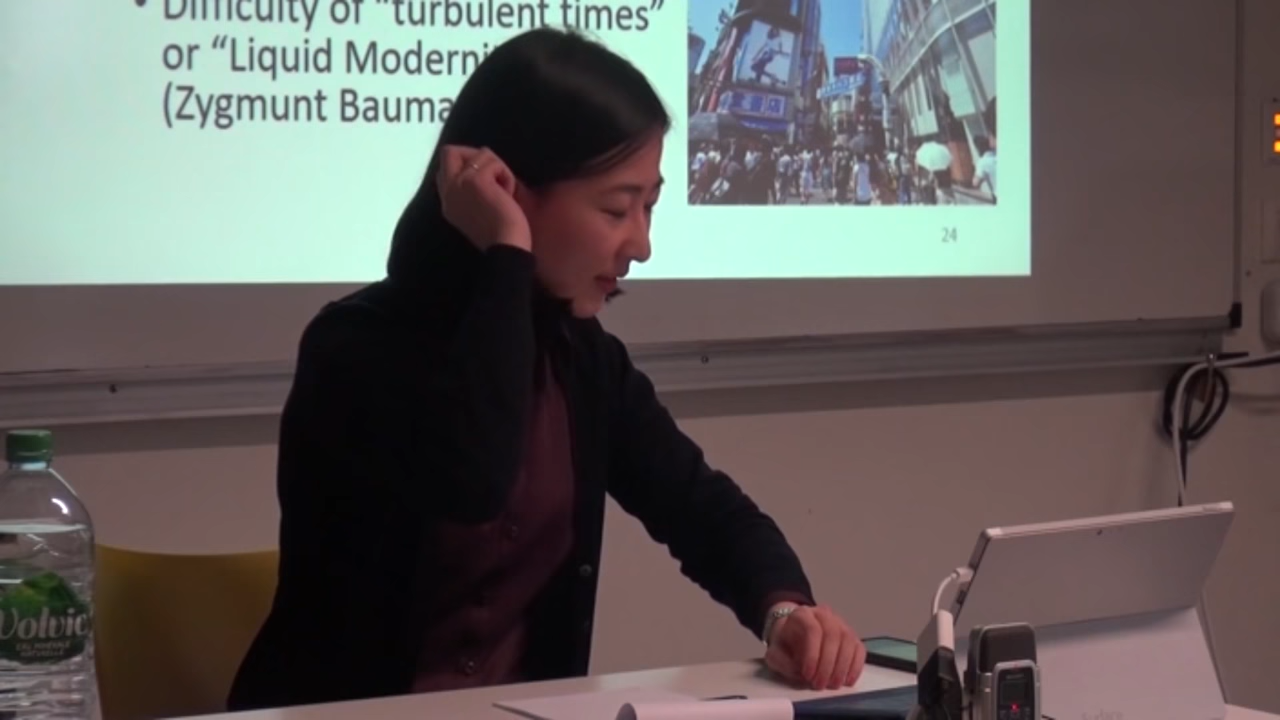 • Difficulty of “turbulent times”
or “Liquid Moderni
(Zygmunt Bauma
24
Volvic